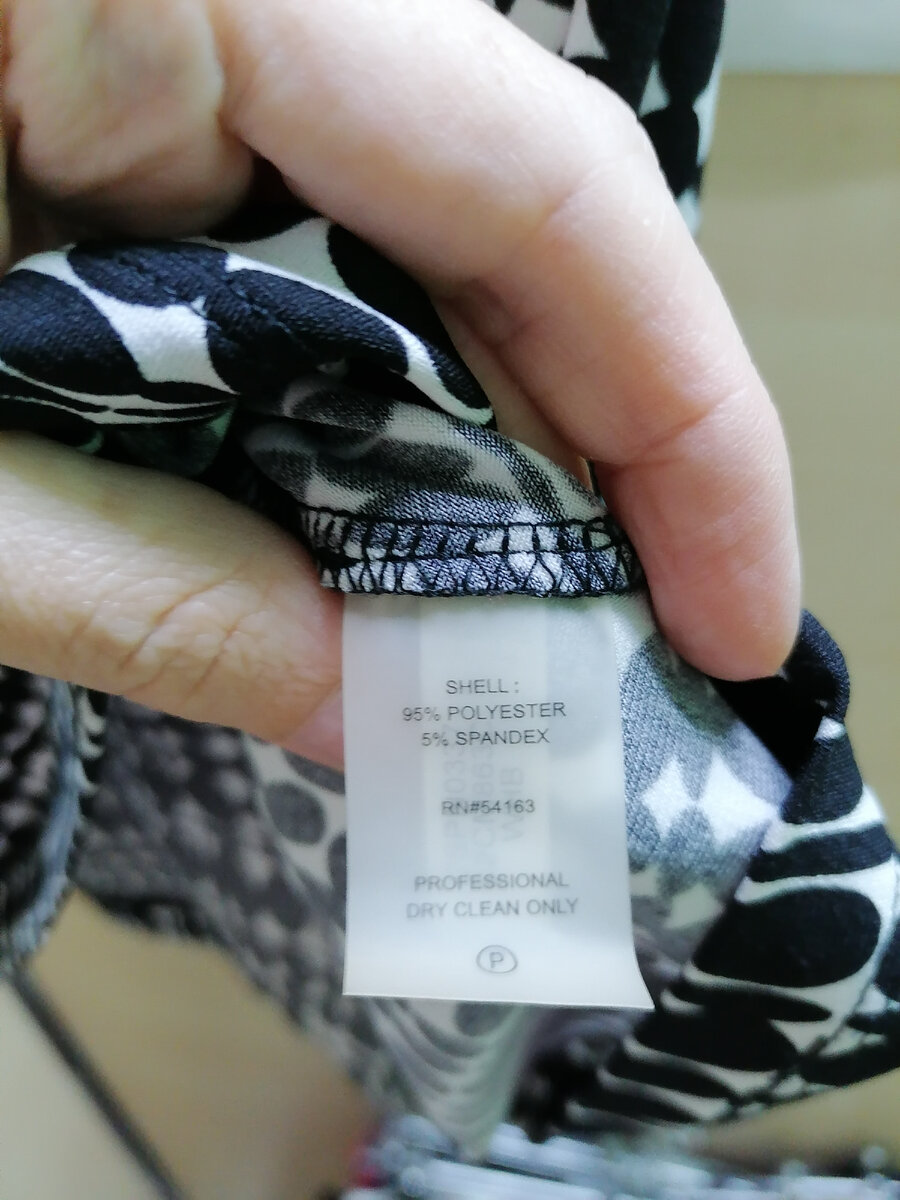 SHELL :
95% POLYESTER
5% SPANDEX
RN#54163
PROFESSIONAL
DRY CLEAN ONLY
P